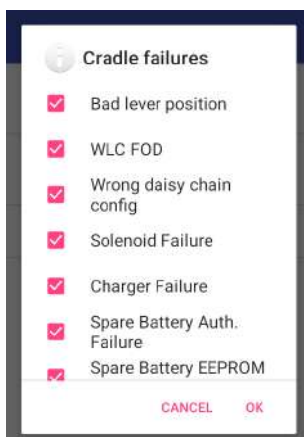 Cradle failures
Bad lever position
WLC FOD
Wrong daisy chain
config
Solenoid Failure
Charger Failure
Spare Battery Auth.
Failure
Spare Battery EEPROM
CANCEL OK